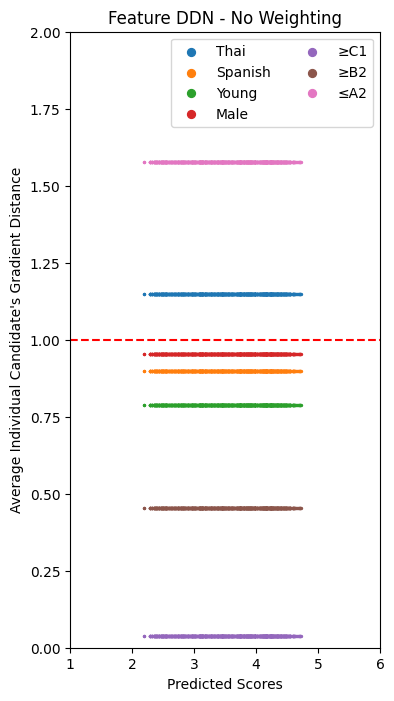 Feature DDN - No Weighting
Average Individual Candidate's Gradient Distance
2.00
1.75
1.50
1.25
1.00
0.75
0.50
0.25
0.00
Thai
Spanish
Young
Male
≥C1
≥B2
≤A2
1 2 3 4 5 6
Predicted Scores